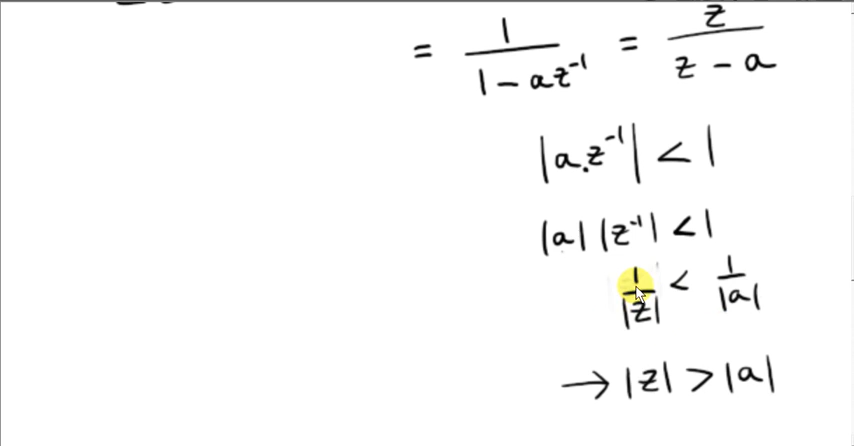 = 1 / (1 - az⁻¹) = z / (z - a)
|a.z⁻¹| < 1
|a| |z⁻¹| < 1
1/|z| < 1/|a|
→ |z| > |a|